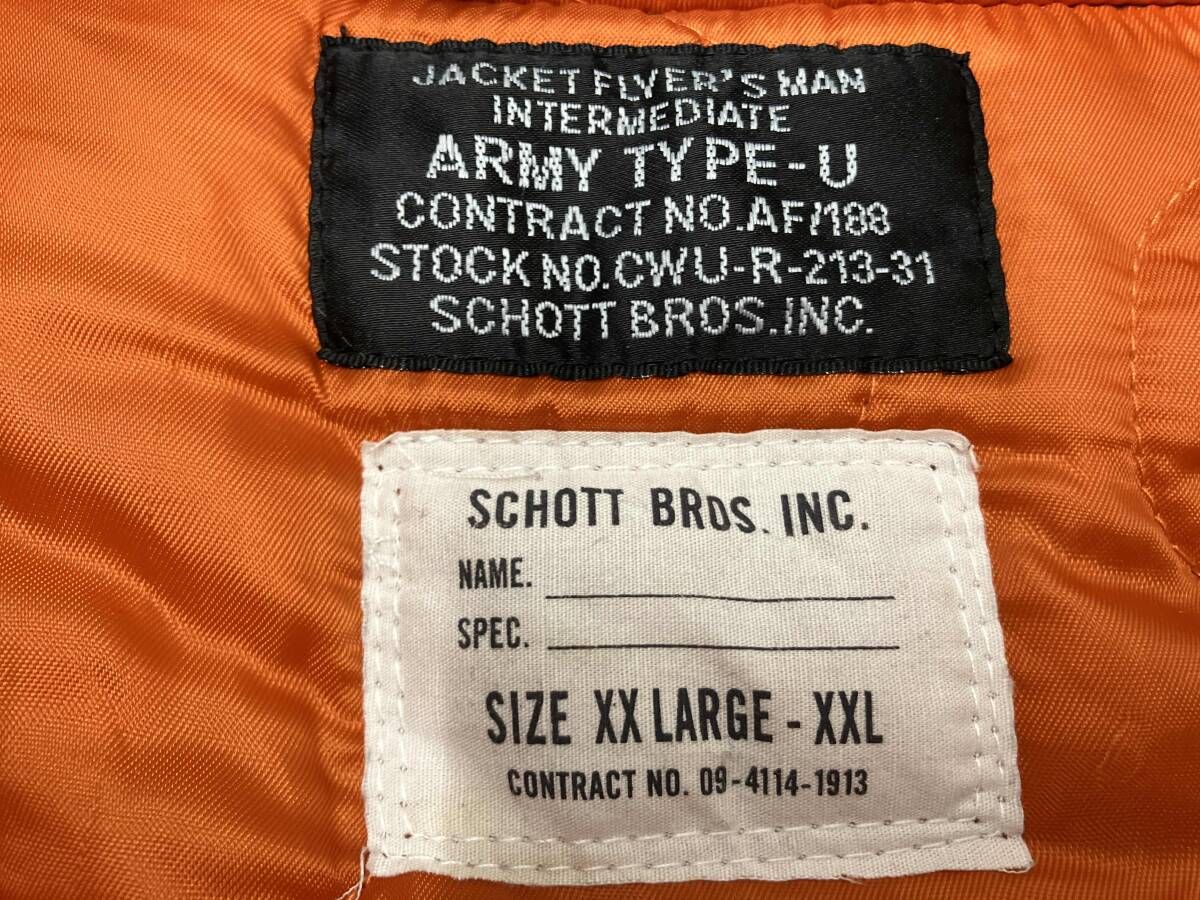 JACKET FLYER'S MAN
INTERMEDIATE
ARMY TYPE-U
CONTRACT NO.AF/188
STOCK NO.CWU-R-213-31
SCHOTT BROS.INC.
SCHOTT BROS. INC.
NAME.
SPEC.
SIZE XX LARGE - XXL
CONTRACT NO. 09-4114-1913